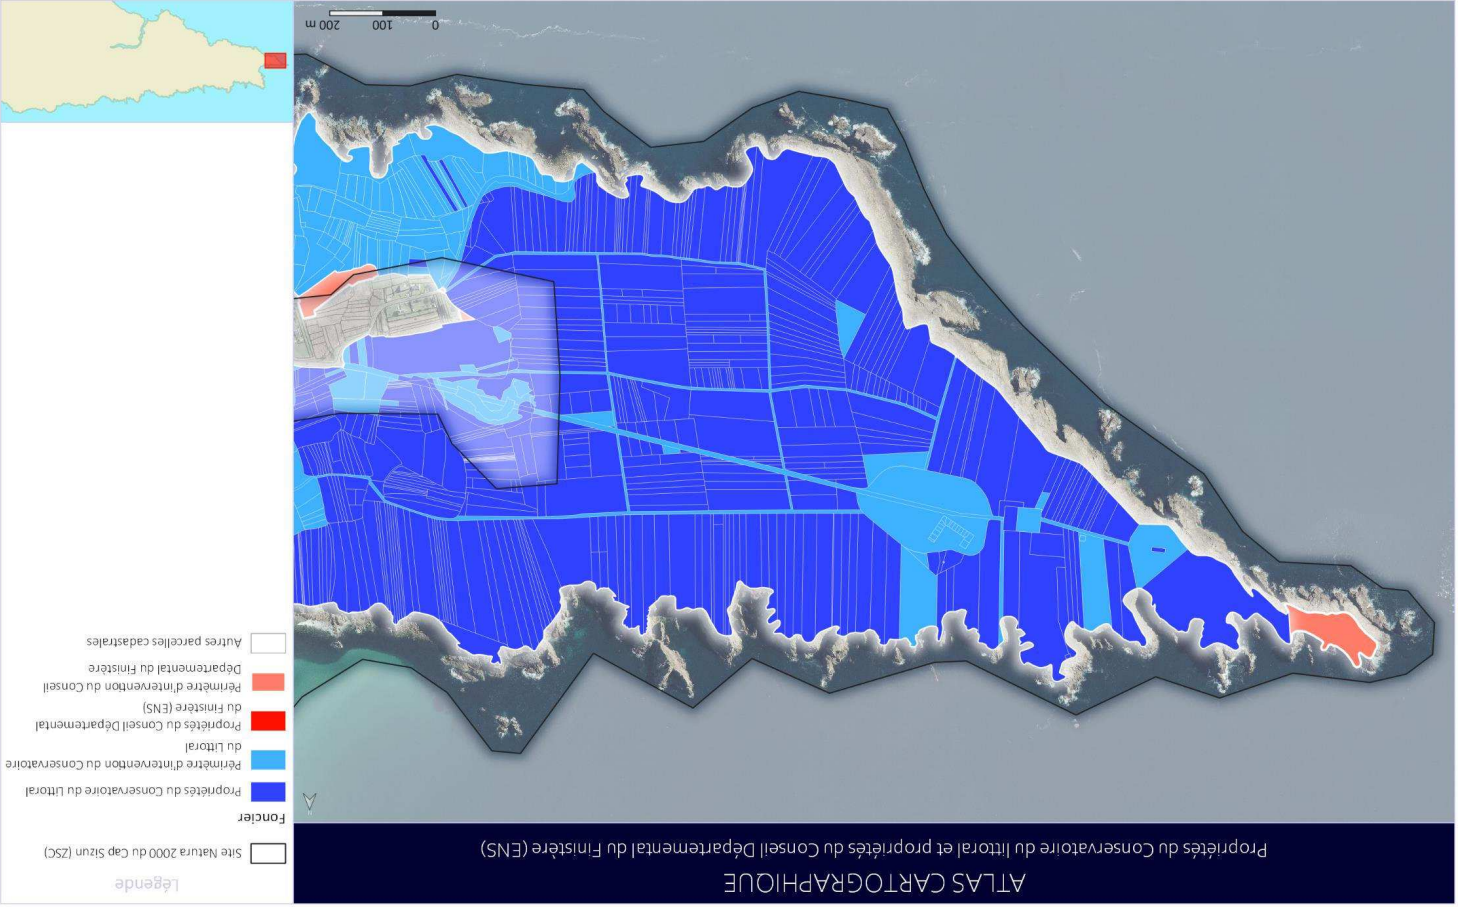 ATLAS CARTOGRAPHIQUE
Propriétés du Conservatoire du littoral et propriétés du Conseil Départemental du Finistère (ENS)
Légende
Site Natura 2000 du Cap Sizun (ZSC)
Foncier
Propriétés du Conservatoire du Littoral
Périmètre d'intervention du Conservatoire
du Littoral
Propriétés du Conseil Départemental
du Finistère (ENS)
Périmètre d'intervention du Conseil
Départemental du Finistère
Autres parcelles cadastrales
0 100 200 m